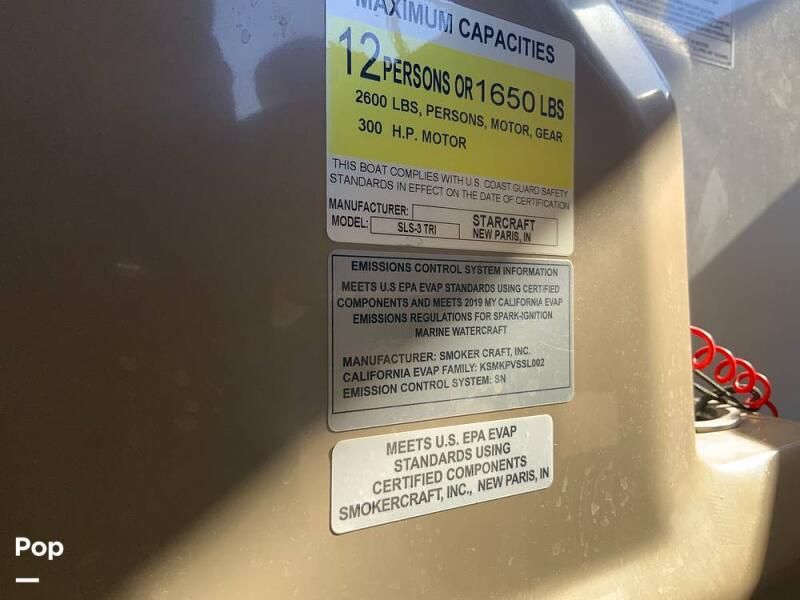 MAXIMUM CAPACITIES
12 PERSONS OR 1650 LBS
2600 LBS, PERSONS, MOTOR, GEAR
300 H.P. MOTOR
THIS BOAT COMPLIES WITH U.S. COAST GUARD SAFETY
STANDARDS IN EFFECT ON THE DATE OF CERTIFICATION
MANUFACTURER: STARCRAFT
MODEL: SLS-3 TRI NEW PARIS, IN
EMISSIONS CONTROL SYSTEM INFORMATION
MEETS U.S EPA EVAP STANDARDS USING CERTIFIED
COMPONENTS AND MEETS 2019 MY CALIFORNIA EVAP
EMISSIONS REGULATIONS FOR SPARK-IGNITION
MARINE WATERCRAFT
MANUFACTURER: SMOKER CRAFT, INC.
CALIFORNIA EVAP FAMILY: KSMKPVSSL002
EMISSION CONTROL SYSTEM: SN
MEETS U.S. EPA EVAP
STANDARDS USING
CERTIFIED COMPONENTS
SMOKERCRAFT, INC., NEW PARIS, IN
Pop